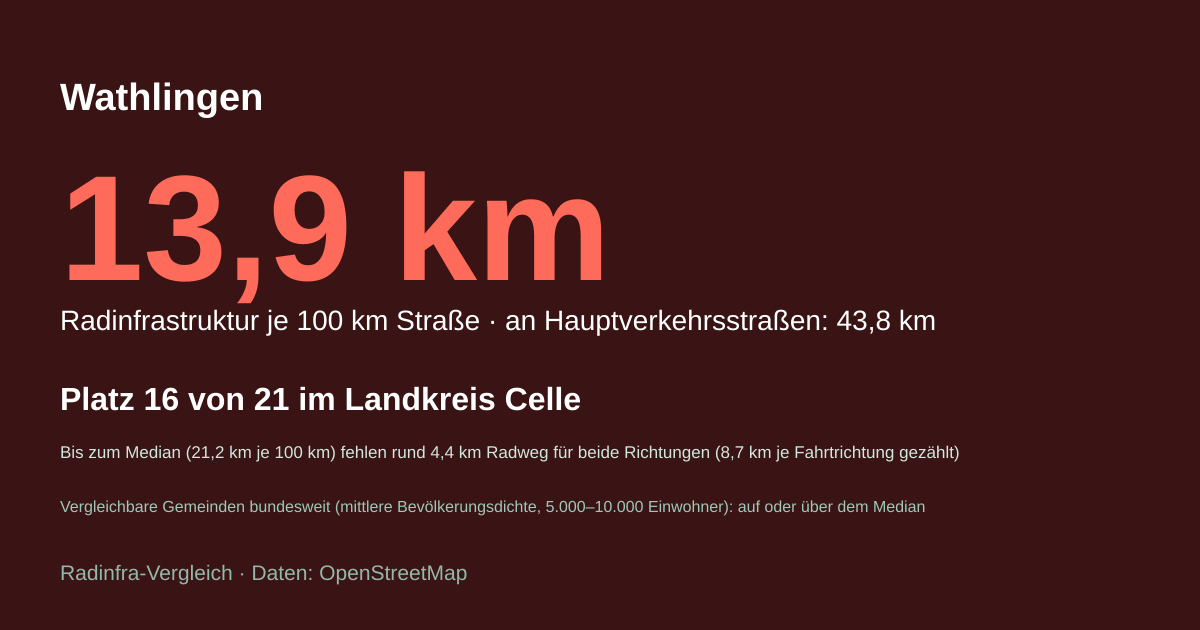 Wathlingen
13,9 km
Radinfrastruktur je 100 km Straße · an Hauptverkehrsstraßen: 43,8 km
Platz 16 von 21 im Landkreis Celle
Bis zum Median (21,2 km je 100 km) fehlen rund 4,4 km Radweg für beide Richtungen (8,7 km je Fahrtrichtung gezählt)
Vergleichbare Gemeinden bundesweit (mittlere Bevölkerungsdichte, 5.000–10.000 Einwohner): auf oder über dem Median
Radinfra-Vergleich · Daten: OpenStreetMap